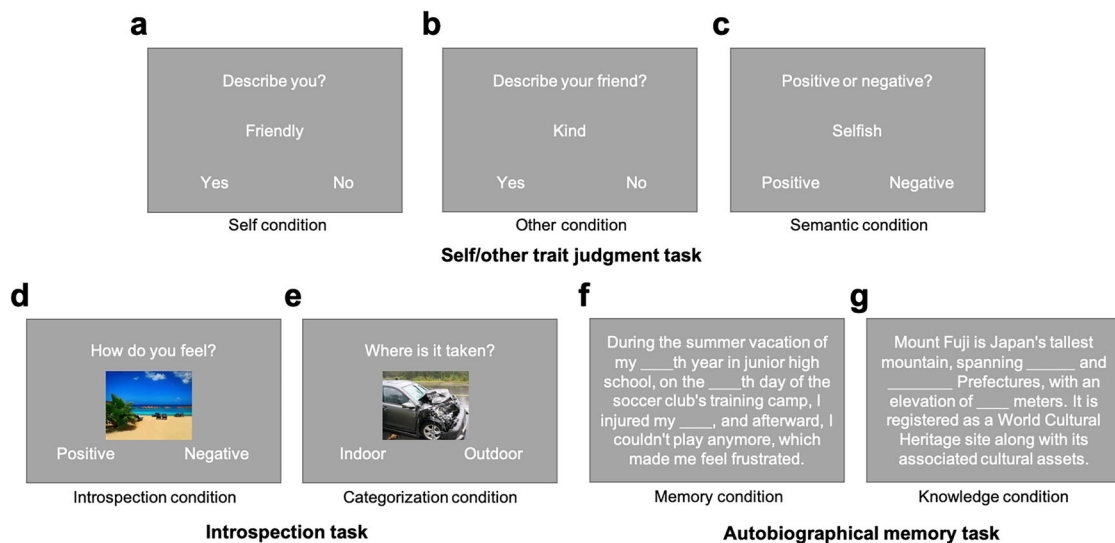 a
Describe you?
Friendly
Yes No
Self condition
b
Describe your friend?
Kind
Yes No
Other condition
c
Positive or negative?
Selfish
Positive Negative
Semantic condition
Self/other trait judgment task
d
How do you feel?
Positive Negative
Introspection condition
e
Where is it taken?
Indoor Outdoor
Categorization condition
Introspection task
f
During the summer vacation of
my ____th year in junior high
school, on the ____th day of the
soccer club's training camp, I
injured my ____, and afterward, I
couldn't play anymore, which
made me feel frustrated.
Memory condition
g
Mount Fuji is Japan's tallest
mountain, spanning ______ and
________ Prefectures, with an
elevation of ____ meters. It is
registered as a World Cultural
Heritage site along with its
associated cultural assets.
Knowledge condition
Autobiographical memory task